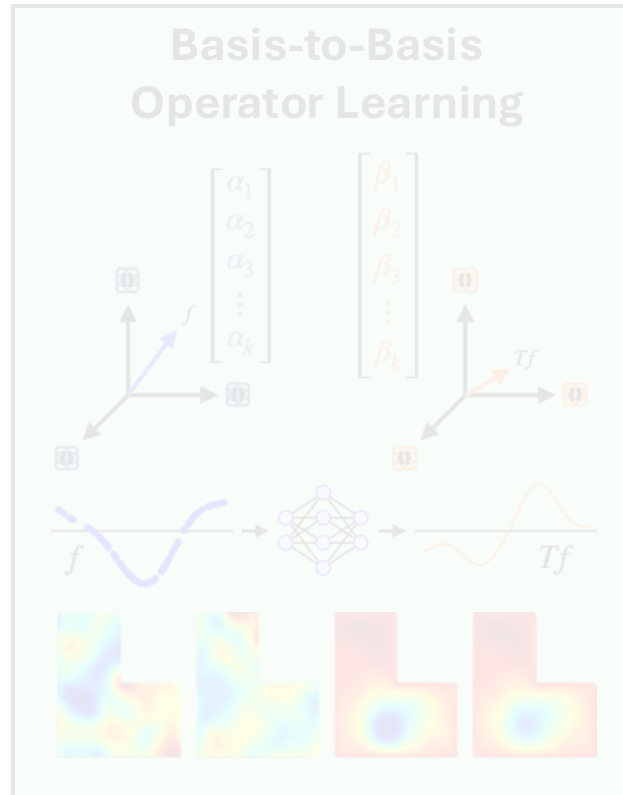 Basis-to-Basis
Operator Learning
α₁
α₂
α₃
⋮
αₖ
β₁
β₂
β₃
⋮
βₖ
f
Tf
f
Tf